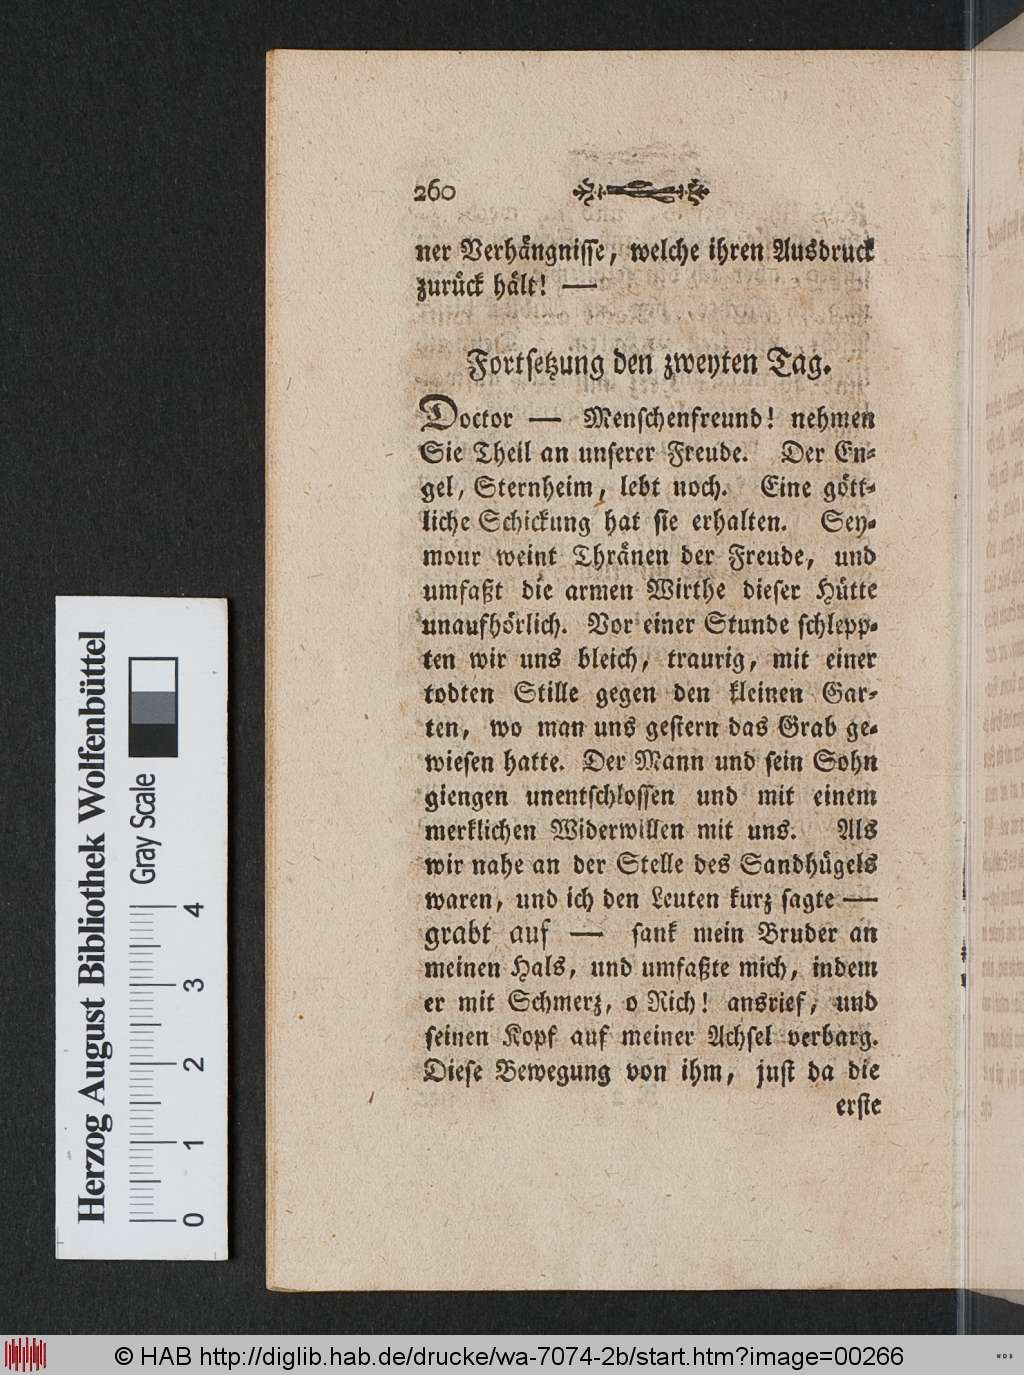 260
ner Verhängnisse, welche ihren Ausdruck
zurück hält! —
Fortsetzung den zweyten Tag.
Doctor — Menschenfreund! nehmen
Sie Theil an unserer Freude. Der En-
gel, Sternheim, lebt noch. Eine gött-
liche Schickung hat sie erhalten. Sey-
mour weint Thränen der Freude, und
umfaßt die armen Wirthe dieser Hütte
unaufhörlich. Vor einer Stunde schlepp-
ten wir uns bleich, traurig, mit einer
todten Stille gegen den kleinen Gar-
ten, wo man uns gestern das Grab ge-
wiesen hatte. Der Mann und sein Sohn
giengen unentschlossen und mit einem
merklichen Widerwillen mit uns. Als
wir nahe an der Stelle des Sandhügels
waren, und ich den Leuten kurz sagte —
grabt auf — sank mein Bruder an
meinen Hals, und umfaßte mich, indem
er mit Schmerz, o Rich! ausrief, und
seinen Kopf auf meiner Achsel verbarg.
Diese Bewegung von ihm, just da die
erste
Herzog August Bibliothek Wolfenbüttel
Gray Scale
0 1 2 3 4
© HAB http://diglib.hab.de/drucke/wa-7074-2b/start.htm?image=00266